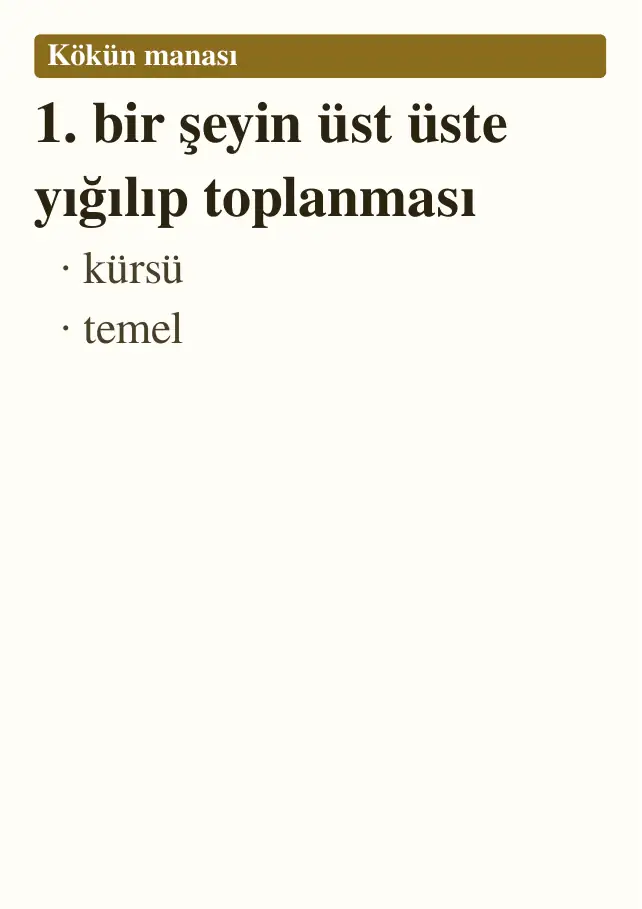 Kökün manası
1. bir şeyin üst üste
yığılıp toplanması
· kürsü
· temel